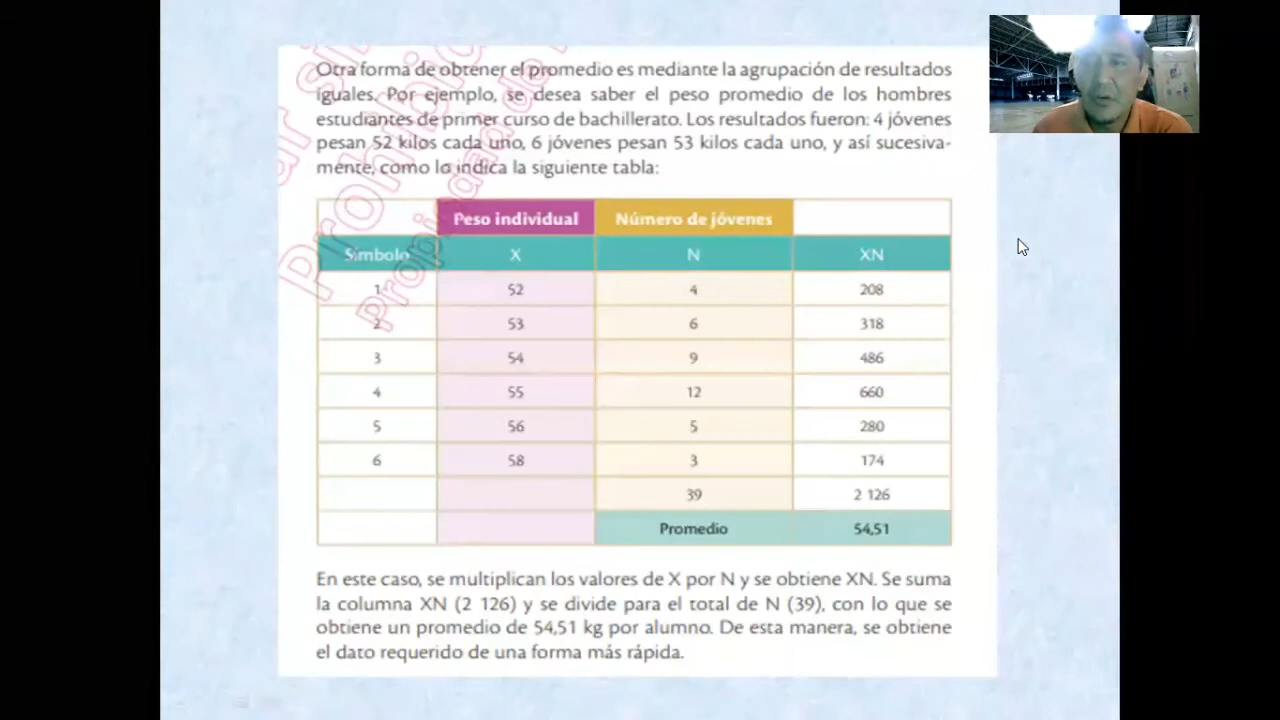 Otra forma de obtener el promedio es mediante la agrupación de resultados
iguales. Por ejemplo, se desea saber el peso promedio de los hombres
estudiantes de primer curso de bachillerato. Los resultados fueron: 4 jóvenes
pesan 52 kilos cada uno, 6 jóvenes pesan 53 kilos cada uno, y así sucesiva-
mente, como lo indica la siguiente tabla:
Peso individual Número de jóvenes
Símbolo X N XN
1 52 4 208
2 53 6 318
3 54 9 486
4 55 12 660
5 56 5 280
6 58 3 174
39 2 126
Promedio 54,51
En este caso, se multiplican los valores de X por N y se obtiene XN. Se suma
la columna XN (2 126) y se divide para el total de N (39), con lo que se
obtiene un promedio de 54,51 kg por alumno. De esta manera, se obtiene
el dato requerido de una forma más rápida.